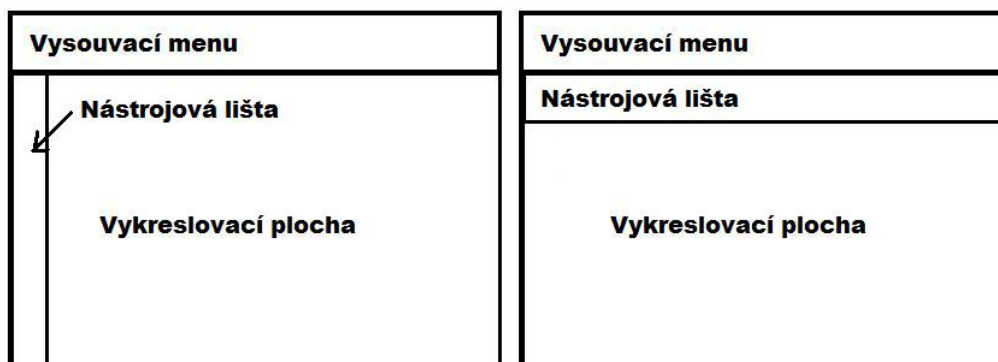 Vysouvací menu
Nástrojová lišta
Vykreslovací plocha
Vysouvací menu
Nástrojová lišta
Vykreslovací plocha